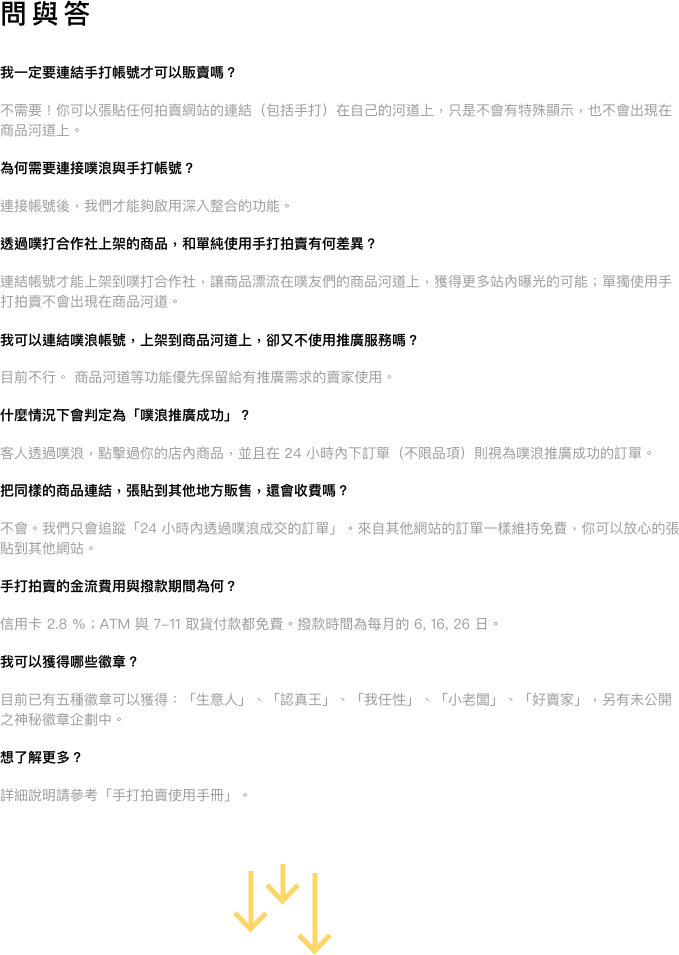 問與答
我一定要連結手打帳號才可以販賣嗎？
不需要！你可以張貼任何拍賣網站的連結（包括手打）在自己的河道上，只是不會有特殊顯示，也不會出現在
商品河道上。
為何需要連接噗浪與手打帳號？
連接帳號後，我們才能夠啟用深入整合的功能。
透過噗打合作社上架的商品，和單純使用手打拍賣有何差異？
連結帳號才能上架到噗打合作社，讓商品漂流在噗友們的商品河道上，獲得更多站內曝光的可能；單獨使用手
打拍賣不會出現在商品河道。
我可以連結噗浪帳號，上架到商品河道上，卻又不使用推廣服務嗎？
目前不行。 商品河道等功能優先保留給有推廣需求的賣家使用。
什麼情況下會判定為「噗浪推廣成功」？
客人透過噗浪，點擊過你的店內商品，並且在 24 小時內下訂單（不限品項）則視為噗浪推廣成功的訂單。
把同樣的商品連結，張貼到其他地方販售，還會收費嗎？
不會。我們只會追蹤「24 小時內透過噗浪成交的訂單」。來自其他網站的訂單一樣維持免費，你可以放心的張
貼到其他網站。
手打拍賣的金流費用與撥款期間為何？
信用卡 2.8 %；ATM 與 7-11 取貨付款都免費。撥款時間為每月的 6, 16, 26 日。
我可以獲得哪些徽章？
目前已有五種徽章可以獲得：「生意人」、「認真王」、「我任性」、「小老闆」、「好賣家」，另有未公開
之神秘徽章企劃中。
想了解更多？
詳細說明請參考「手打拍賣使用手冊」。